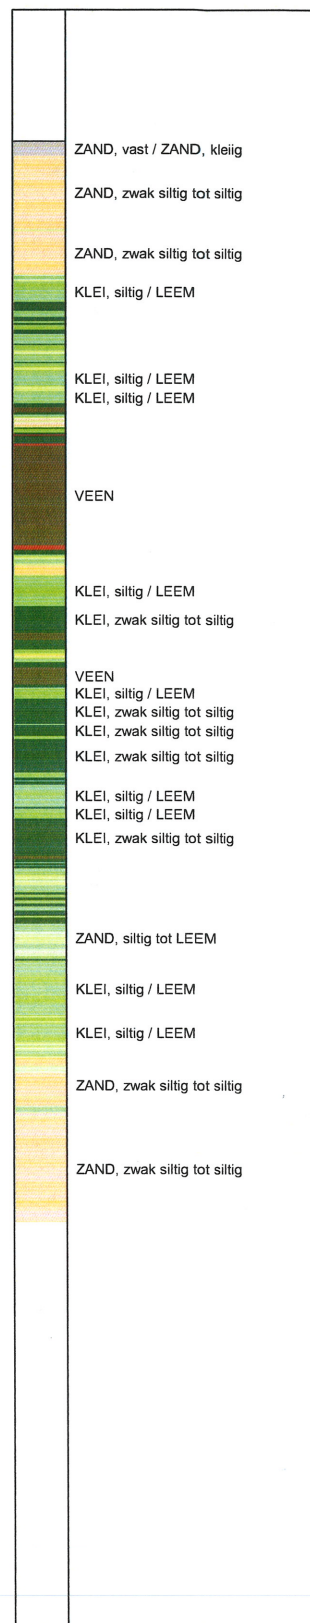 ZAND, vast / ZAND, kleiig
ZAND, zwak siltig tot siltig
ZAND, zwak siltig tot siltig
KLEI, siltig / LEEM
KLEI, siltig / LEEM
KLEI, siltig / LEEM
VEEN
KLEI, siltig / LEEM
KLEI, zwak siltig tot siltig
VEEN
KLEI, siltig / LEEM
KLEI, zwak siltig tot siltig
KLEI, zwak siltig tot siltig
KLEI, zwak siltig tot siltig
KLEI, siltig / LEEM
KLEI, siltig / LEEM
KLEI, zwak siltig tot siltig
ZAND, siltig tot LEEM
KLEI, siltig / LEEM
KLEI, siltig / LEEM
ZAND, zwak siltig tot siltig
ZAND, zwak siltig tot siltig